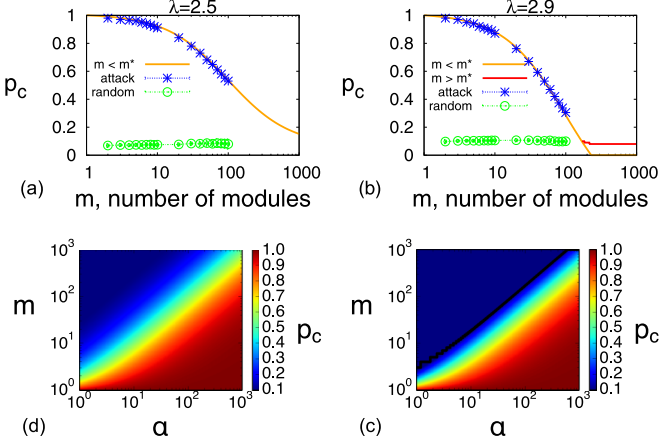 λ=2.5
1
0.8
0.6
0.4
0.2
0
p_c
m < m*
attack
random
1 10 100 1000
(a) m, number of modules
λ=2.9
1
0.8
0.6
0.4
0.2
0
p_c
m < m*
m > m*
attack
random
1 10 100 1000
(b) m, number of modules
10³
10²
10¹
10⁰
m
10⁰ 10¹ 10² 10³
(d) α
1.0
0.9
0.8
0.7
0.6
0.5
0.4
0.3
0.2
0.1
p_c
10³
10²
10¹
10⁰
m
10⁰ 10¹ 10² 10³
(c) α
1.0
0.9
0.8
0.7
0.6
0.5
0.4
0.3
0.2
0.1
p_c